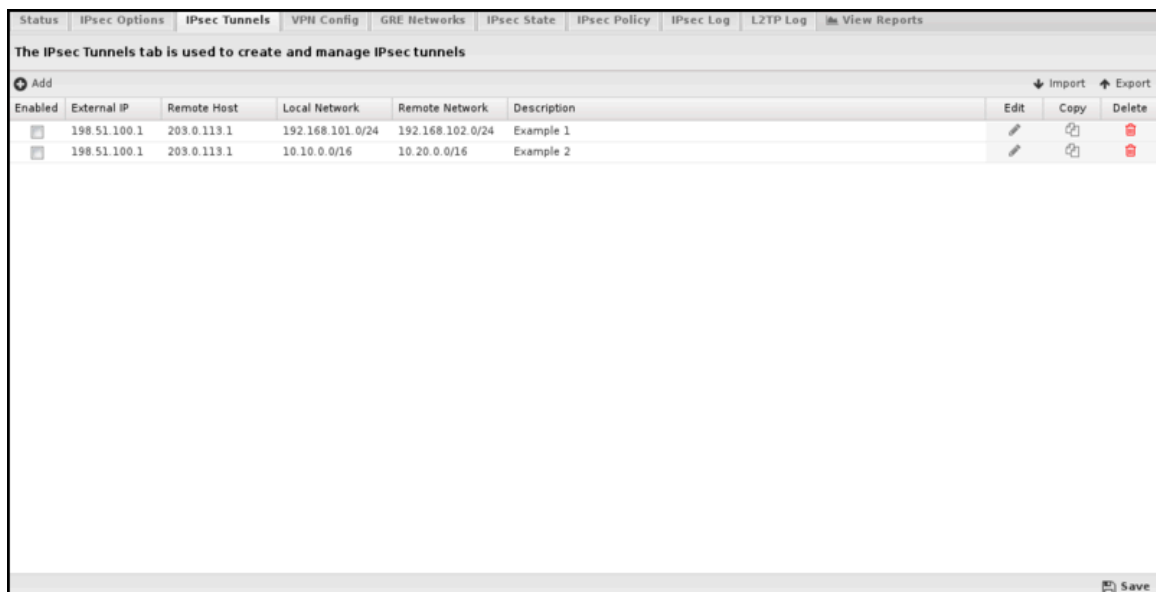 Status IPsec Options IPsec Tunnels VPN Config GRE Networks IPsec State IPsec Policy IPsec Log L2TP Log View Reports
The IPsec Tunnels tab is used to create and manage IPsec tunnels
Add Import Export
Enabled External IP Remote Host Local Network Remote Network Description Edit Copy Delete
198.51.100.1 203.0.113.1 192.168.101.0/24 192.168.102.0/24 Example 1
198.51.100.1 203.0.113.1 10.10.0.0/16 10.20.0.0/16 Example 2
Save